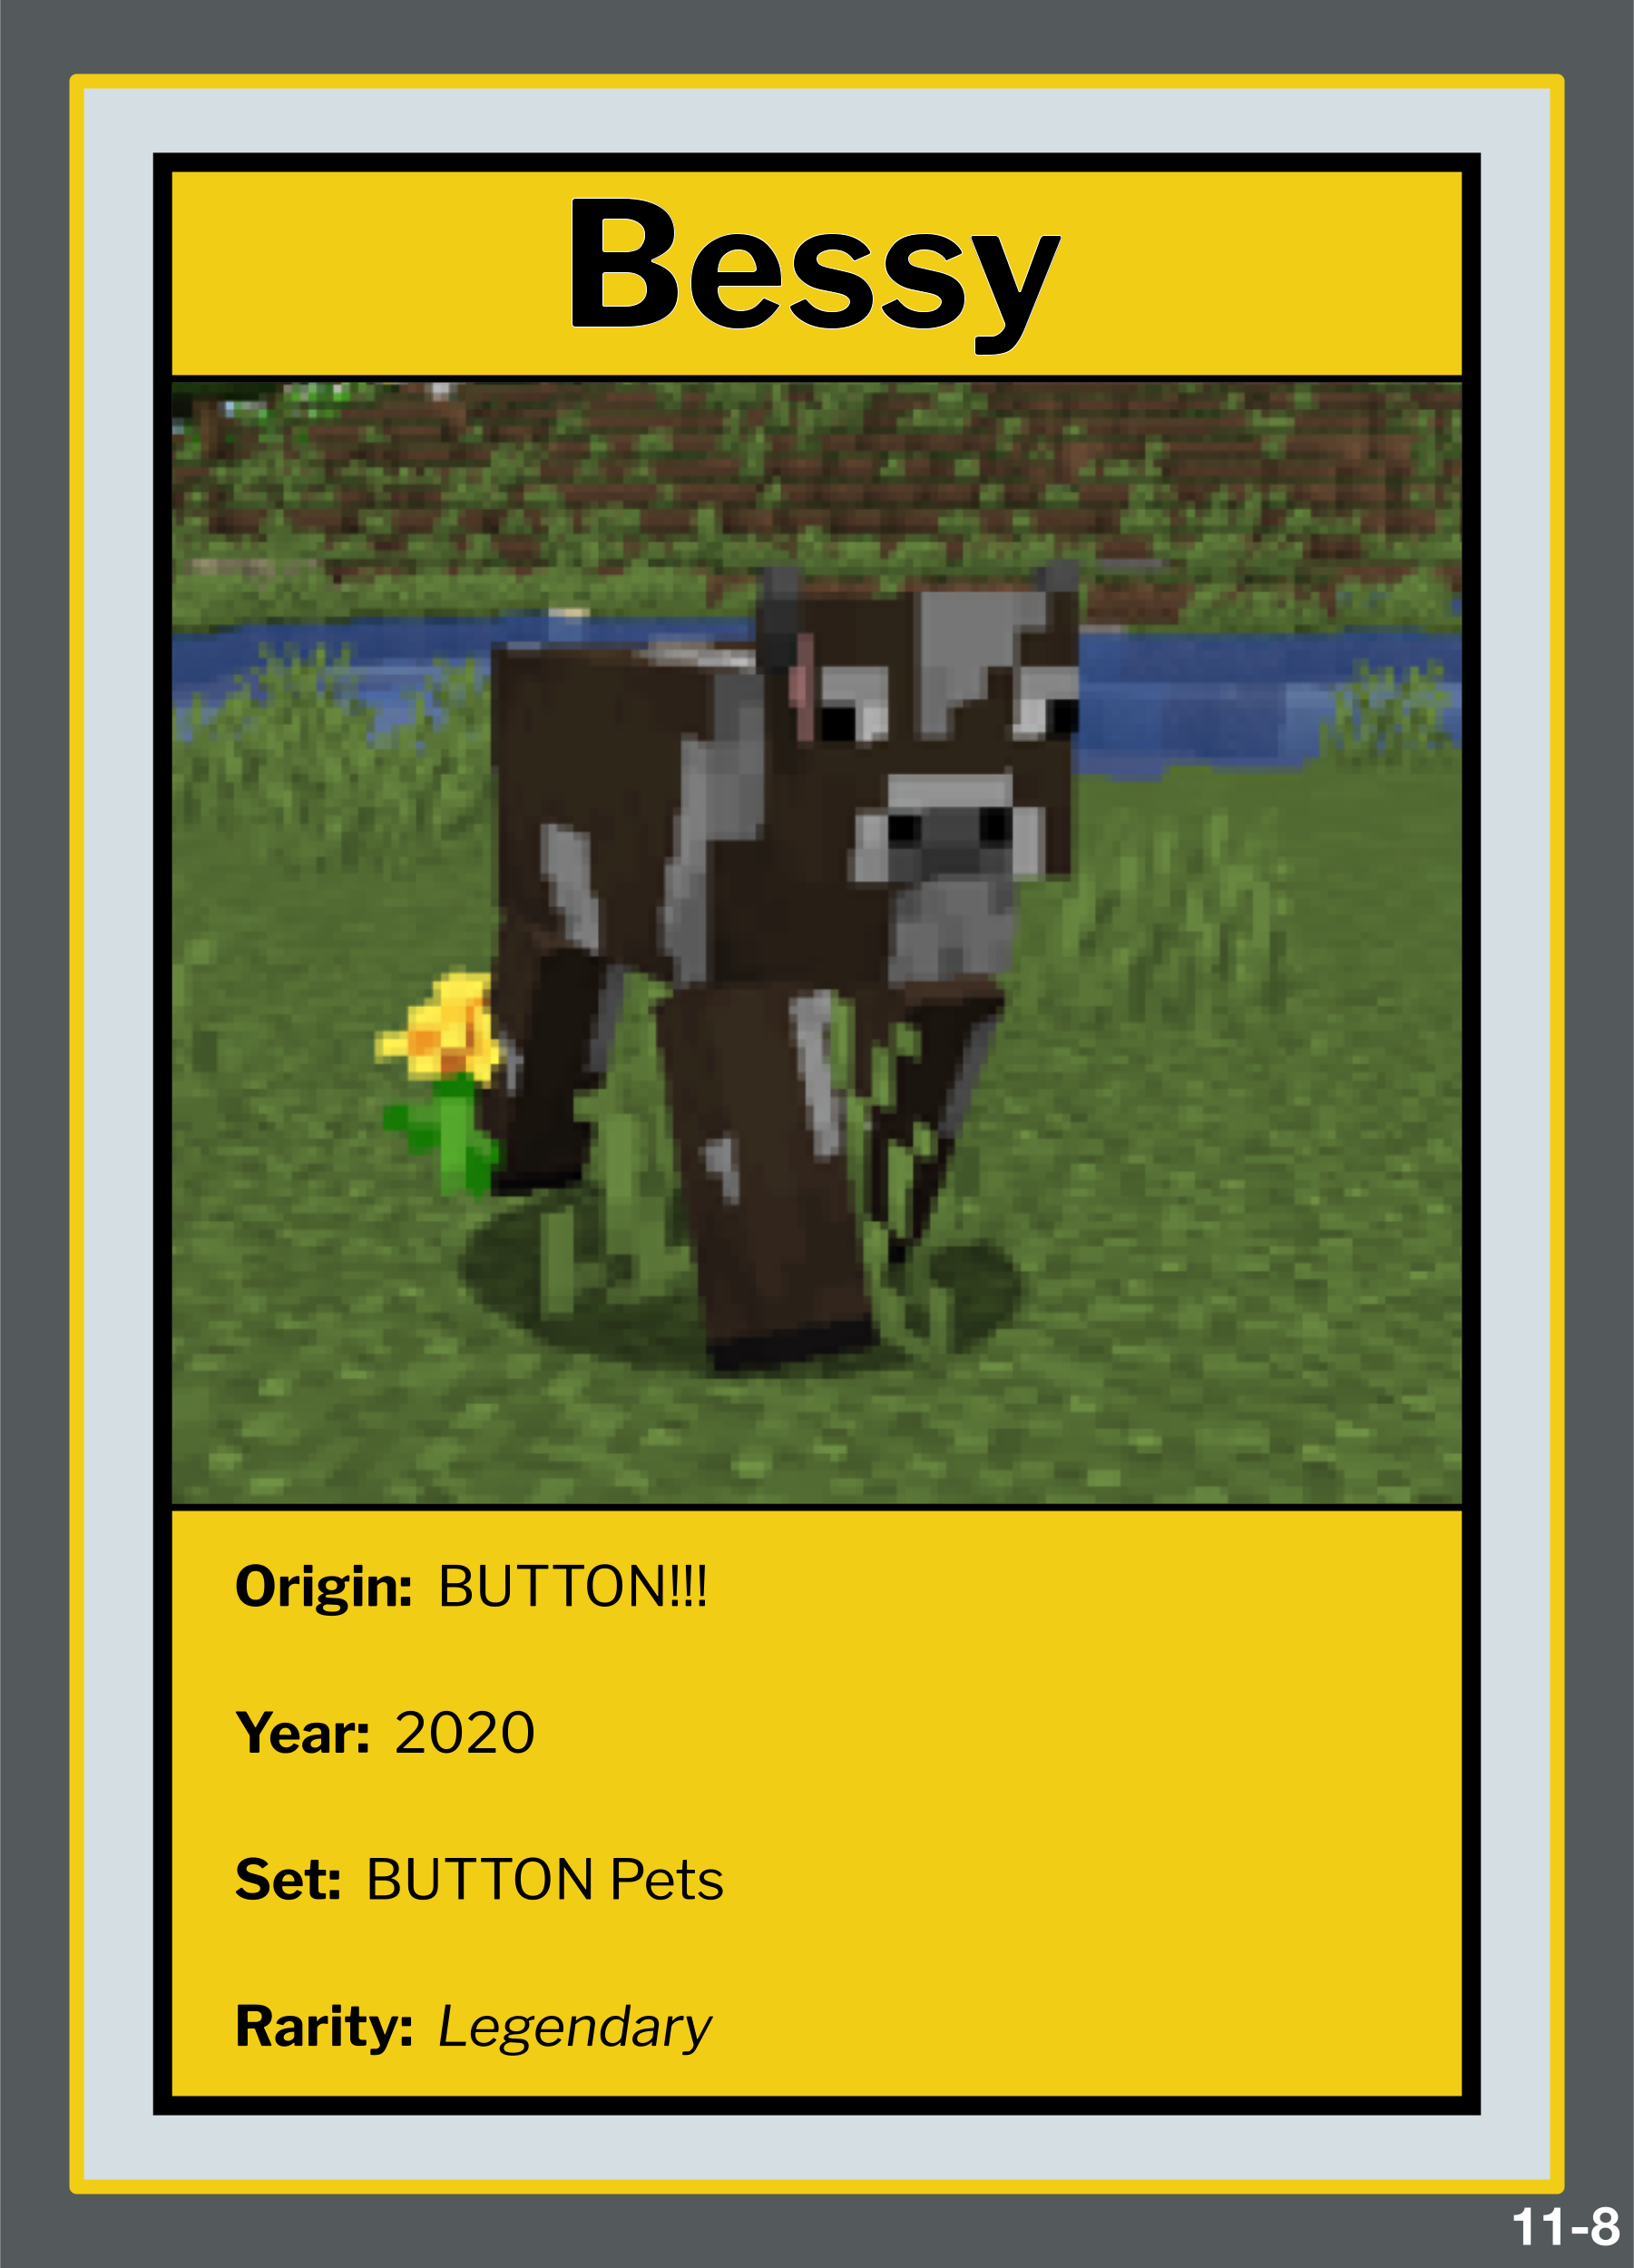 Bessy
Origin: BUTTON!!!
Year: 2020
Set: BUTTON Pets
Rarity: Legendary
11-8